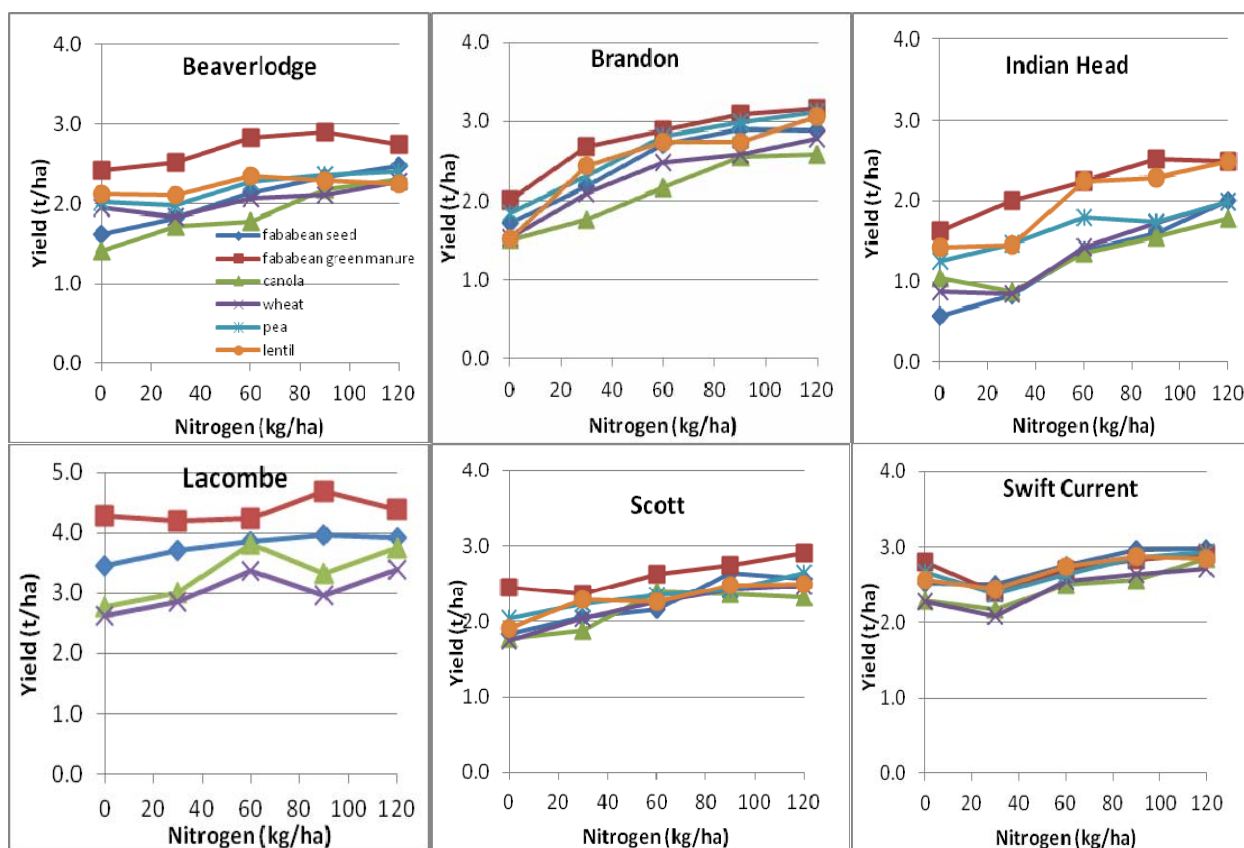 Beaverlodge
Yield (t/ha)
4.0
3.0
2.0
1.0
0.0
fababean seed
fababean green manure
canola
wheat
pea
lentil
0 20 40 60 80 100 120
Nitrogen (kg/ha)
Brandon
Yield (t/ha)
4.0
3.0
2.0
1.0
0.0
0 20 40 60 80 100 120
Nitrogen (kg/ha)
Indian Head
Yield (t/ha)
4.0
3.0
2.0
1.0
0.0
0 20 40 60 80 100 120
Nitrogen (kg/ha)
Lacombe
Yield (t/ha)
5.0
4.0
3.0
2.0
1.0
0.0
0 20 40 60 80 100 120
Nitrogen (kg/ha)
Scott
Yield (t/ha)
4.0
3.0
2.0
1.0
0.0
0 20 40 60 80 100 120
Nitrogen (kg/ha)
Swift Current
Yield (t/ha)
4.0
3.0
2.0
1.0
0.0
0 20 40 60 80 100 120
Nitrogen (kg/ha)